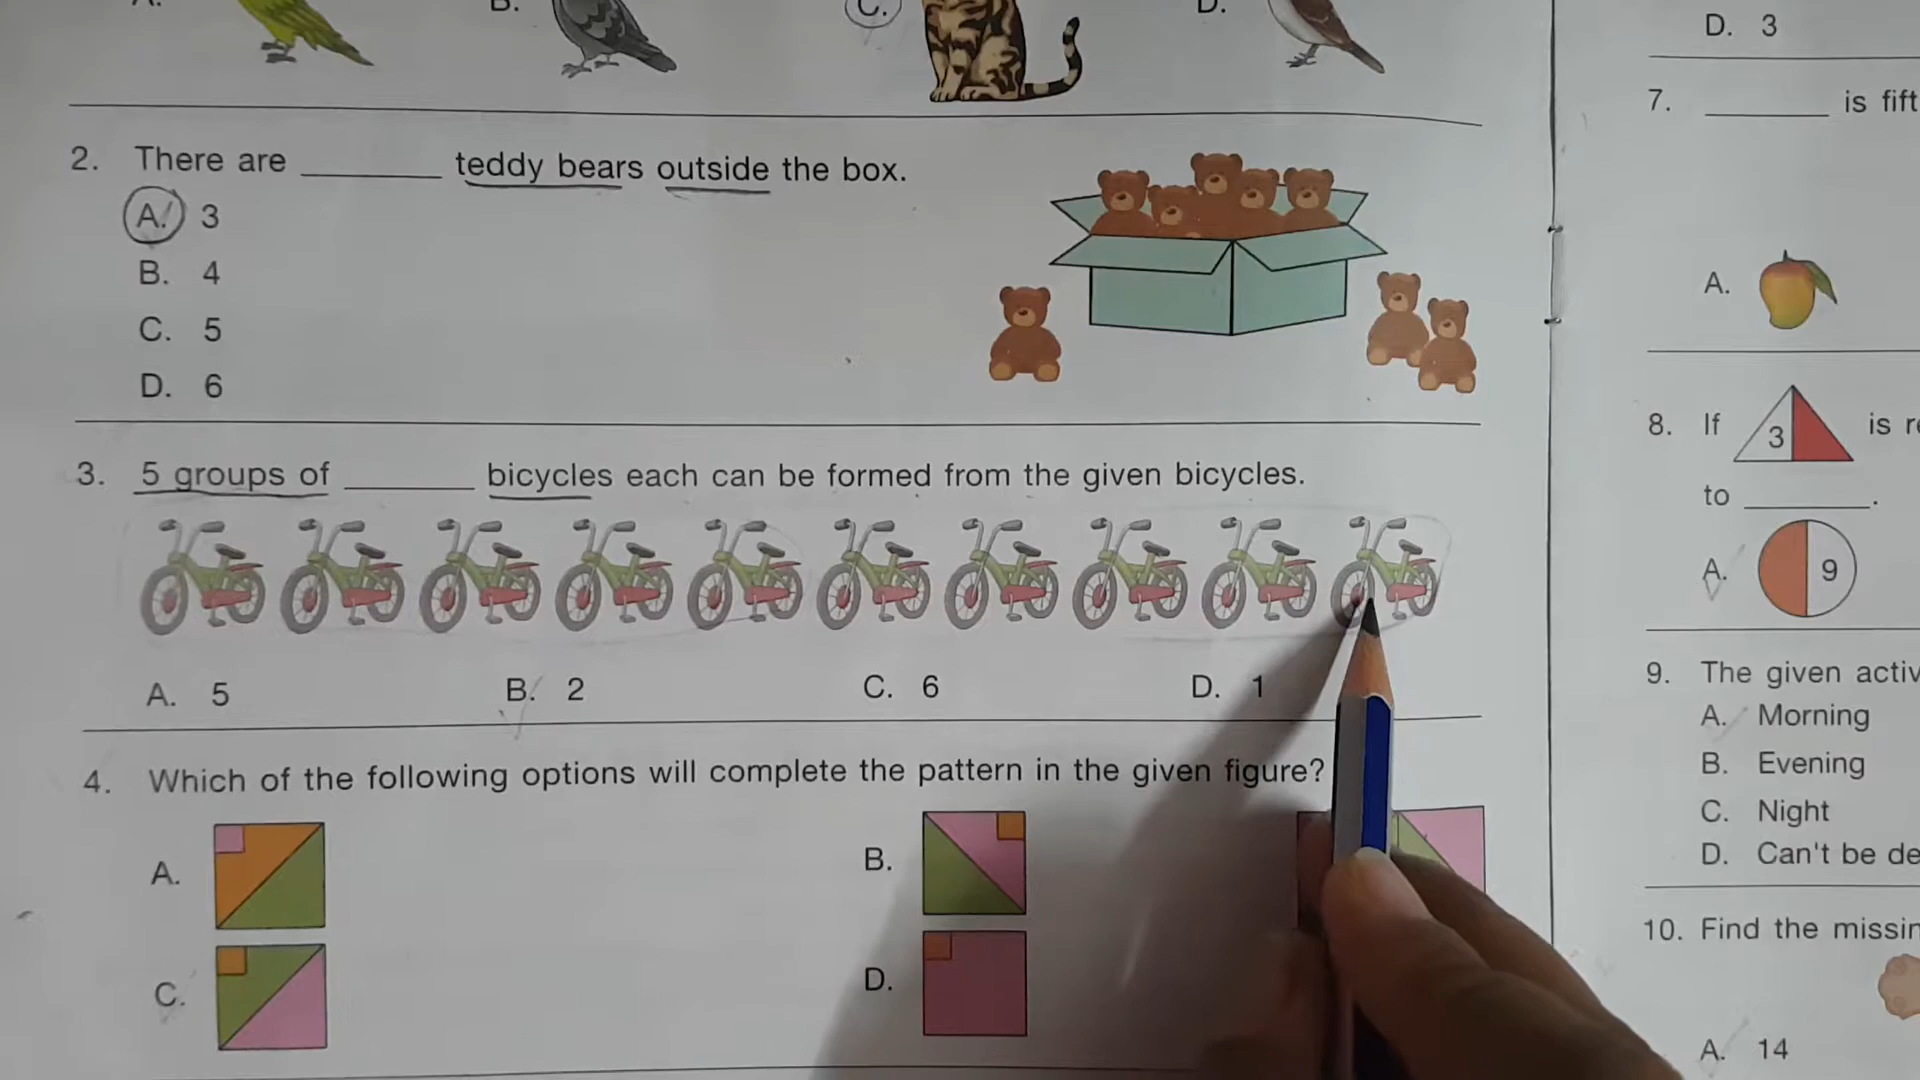 B.
C.
D.
2. There are ________ teddy bears outside the box.
A. 3
B. 4
C. 5
D. 6
3. 5 groups of ________ bicycles each can be formed from the given bicycles.
A. 5 B. 2 C. 6 D. 1
4. Which of the following options will complete the pattern in the given figure?
A. B.
C. D.
D. 3
7. ________ is fift
A.
8. If 3 is re
to ________.
A. 9
9. The given activ
A. Morning
B. Evening
C. Night
D. Can't be de
10. Find the missin
A. 14